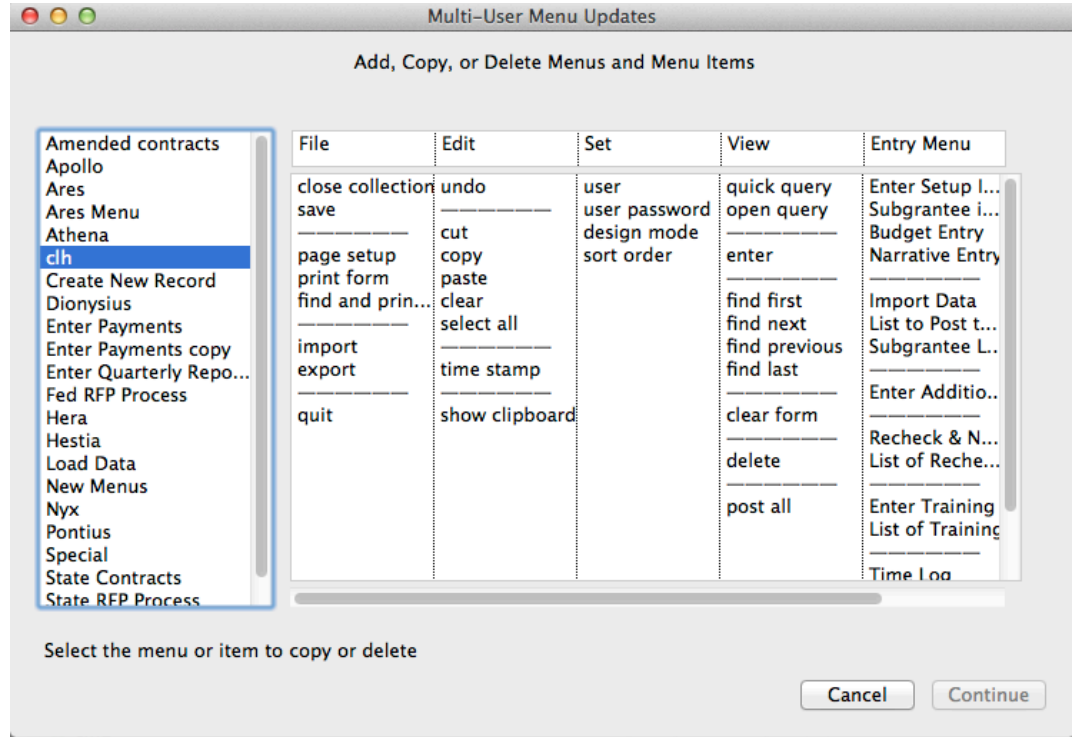 Multi-User Menu Updates
Add, Copy, or Delete Menus and Menu Items
Amended contracts
Apollo
Ares
Ares Menu
Athena
clh
Create New Record
Dionysius
Enter Payments
Enter Payments copy
Enter Quarterly Repo...
Fed RFP Process
Hera
Hestia
Load Data
New Menus
Nyx
Pontius
Special
State Contracts
State RFP Process
File
close collection
save
page setup
print form
find and prin...
import
export
quit
Edit
undo
cut
copy
paste
clear
select all
time stamp
show clipboard
Set
user
user password
design mode
sort order
View
quick query
open query
enter
find first
find next
find previous
find last
clear form
delete
post all
Entry Menu
Enter Setup I...
Subgrantee i...
Budget Entry
Narrative Entry
Import Data
List to Post t...
Subgrantee L...
Enter Additio...
Recheck & N...
List of Reche...
Enter Training
List of Training
Time Log
Select the menu or item to copy or delete
Cancel
Continue